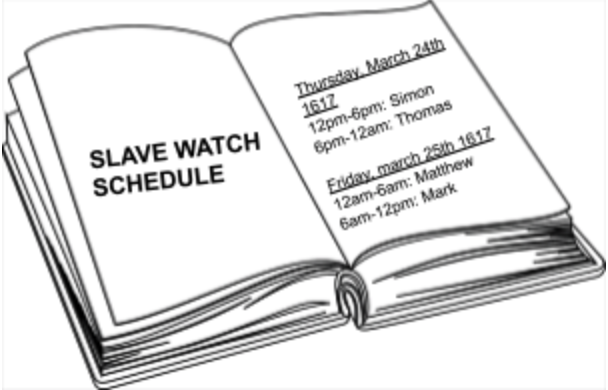 SLAVE WATCH
SCHEDULE
Thursday, March 24th
1617
12pm-6pm: Simon
6pm-12am: Thomas
Friday, march 25th 1617
12am-6am: Matthew
6am-12pm: Mark